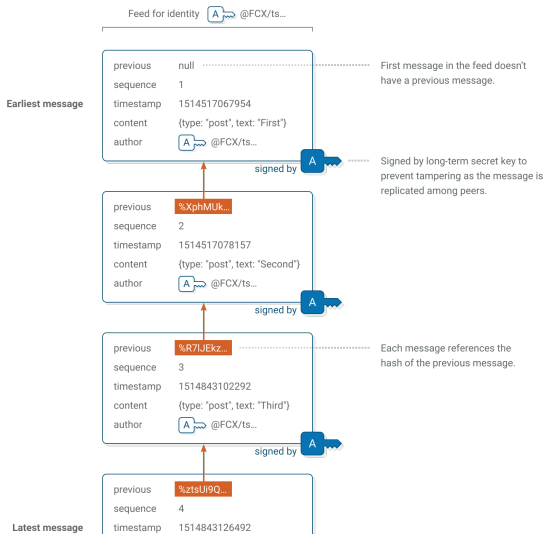 Feed for identity A @FCX/ts...
previous null
First message in the feed doesn't
have a previous message.
sequence 1
Earliest message
timestamp 1514517067954
content {type: "post", text: "First"}
author A @FCX/ts...
signed by A
Signed by long-term secret key to
prevent tampering as the message is
replicated among peers.
previous %XphMUk...
sequence 2
timestamp 1514517078157
content {type: "post", text: "Second"}
author A @FCX/ts...
signed by A
previous %R7lJEkz...
Each message references the
hash of the previous message.
sequence 3
timestamp 1514843102292
content {type: "post", text: "Third"}
author A @FCX/ts...
signed by A
previous %ztsUi9Q...
sequence 4
Latest message
timestamp 1514843126492